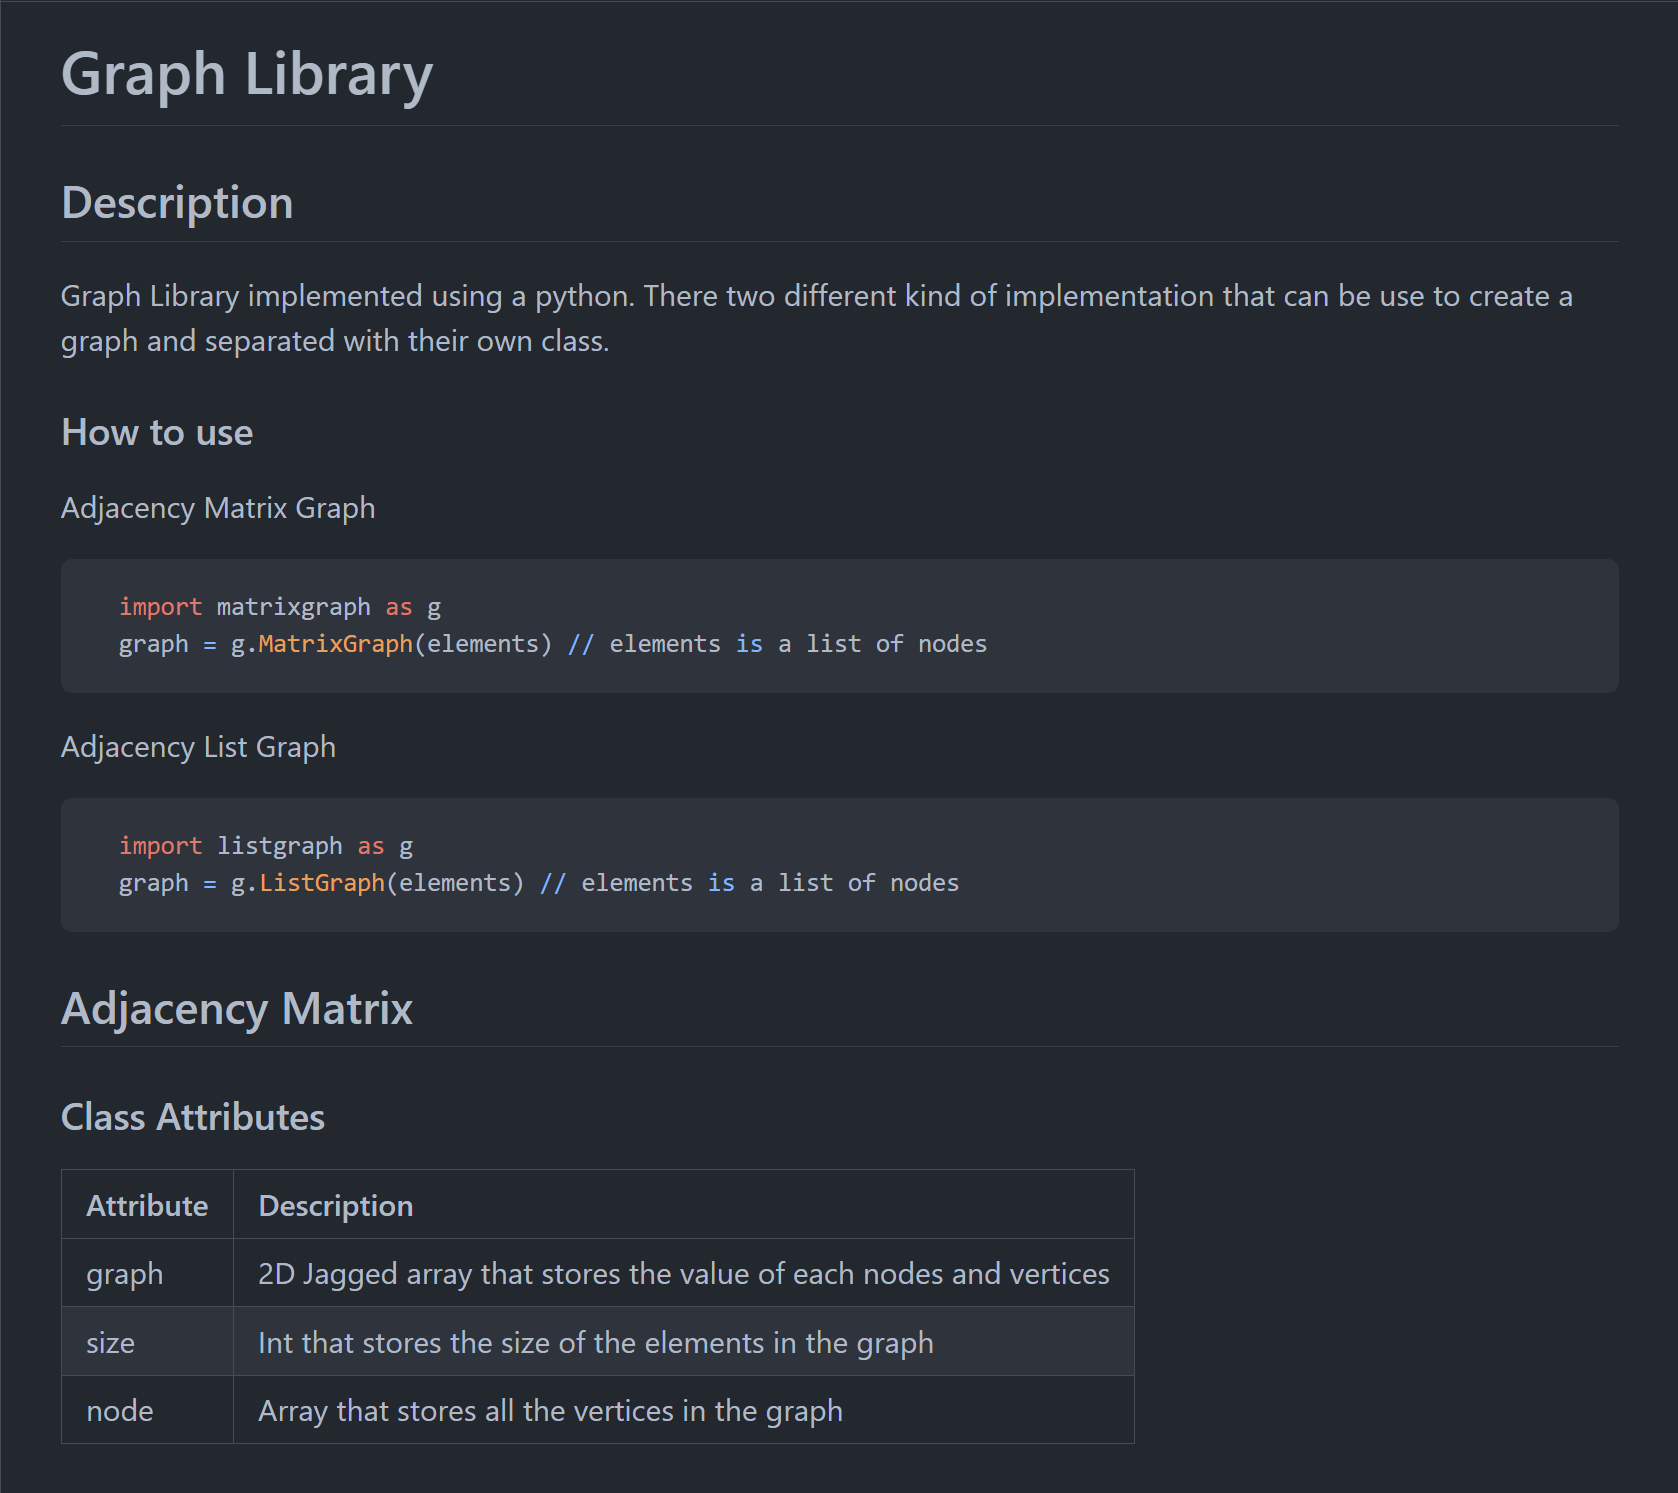 Graph Library
Description
Graph Library implemented using a python. There two different kind of implementation that can be use to create a
graph and separated with their own class.
How to use
Adjacency Matrix Graph
import matrixgraph as g
graph = g.MatrixGraph(elements) // elements is a list of nodes
Adjacency List Graph
import listgraph as g
graph = g.ListGraph(elements) // elements is a list of nodes
Adjacency Matrix
Class Attributes
Attribute Description
graph 2D Jagged array that stores the value of each nodes and vertices
size Int that stores the size of the elements in the graph
node Array that stores all the vertices in the graph